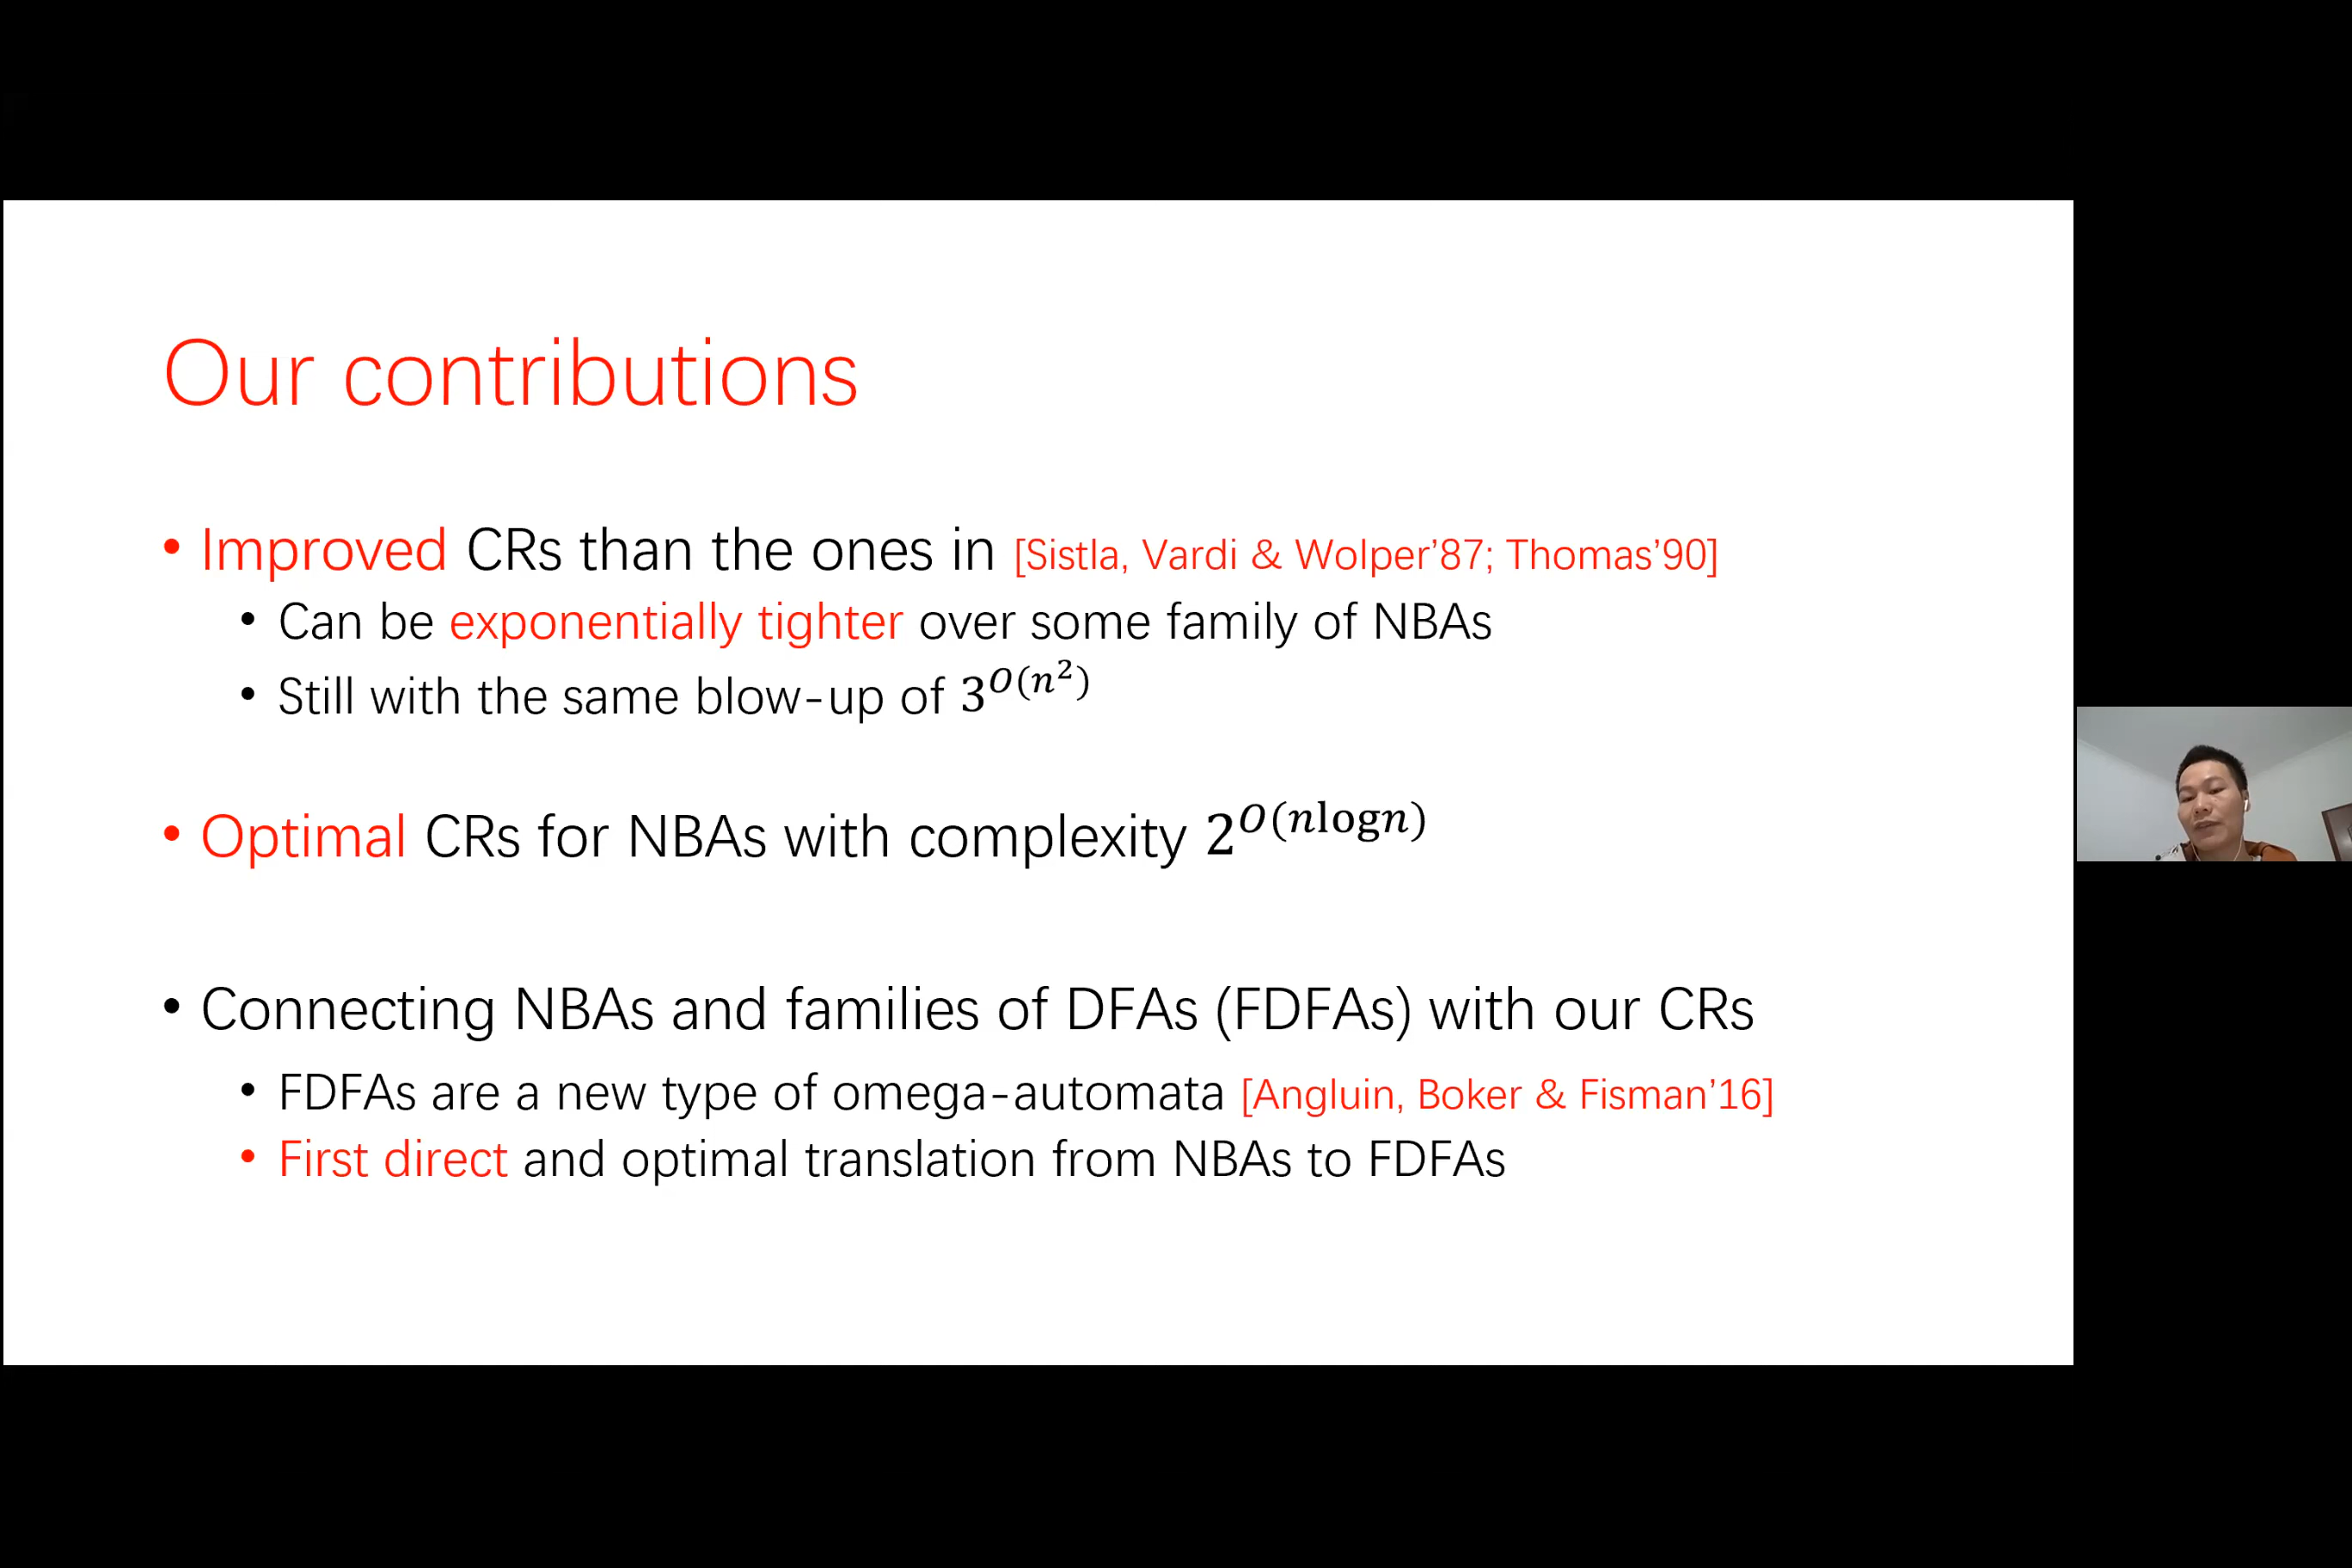 Our contributions
• Improved CRs than the ones in [Sistla, Vardi & Wolper’87; Thomas’90]
• Can be exponentially tighter over some family of NBAs
• Still with the same blow-up of 3^{O(n^2)}
• Optimal CRs for NBAs with complexity 2^{O(nlogn)}
• Connecting NBAs and families of DFAs (FDFAs) with our CRs
• FDFAs are a new type of omega-automata [Angluin, Boker & Fisman’16]
• First direct and optimal translation from NBAs to FDFAs